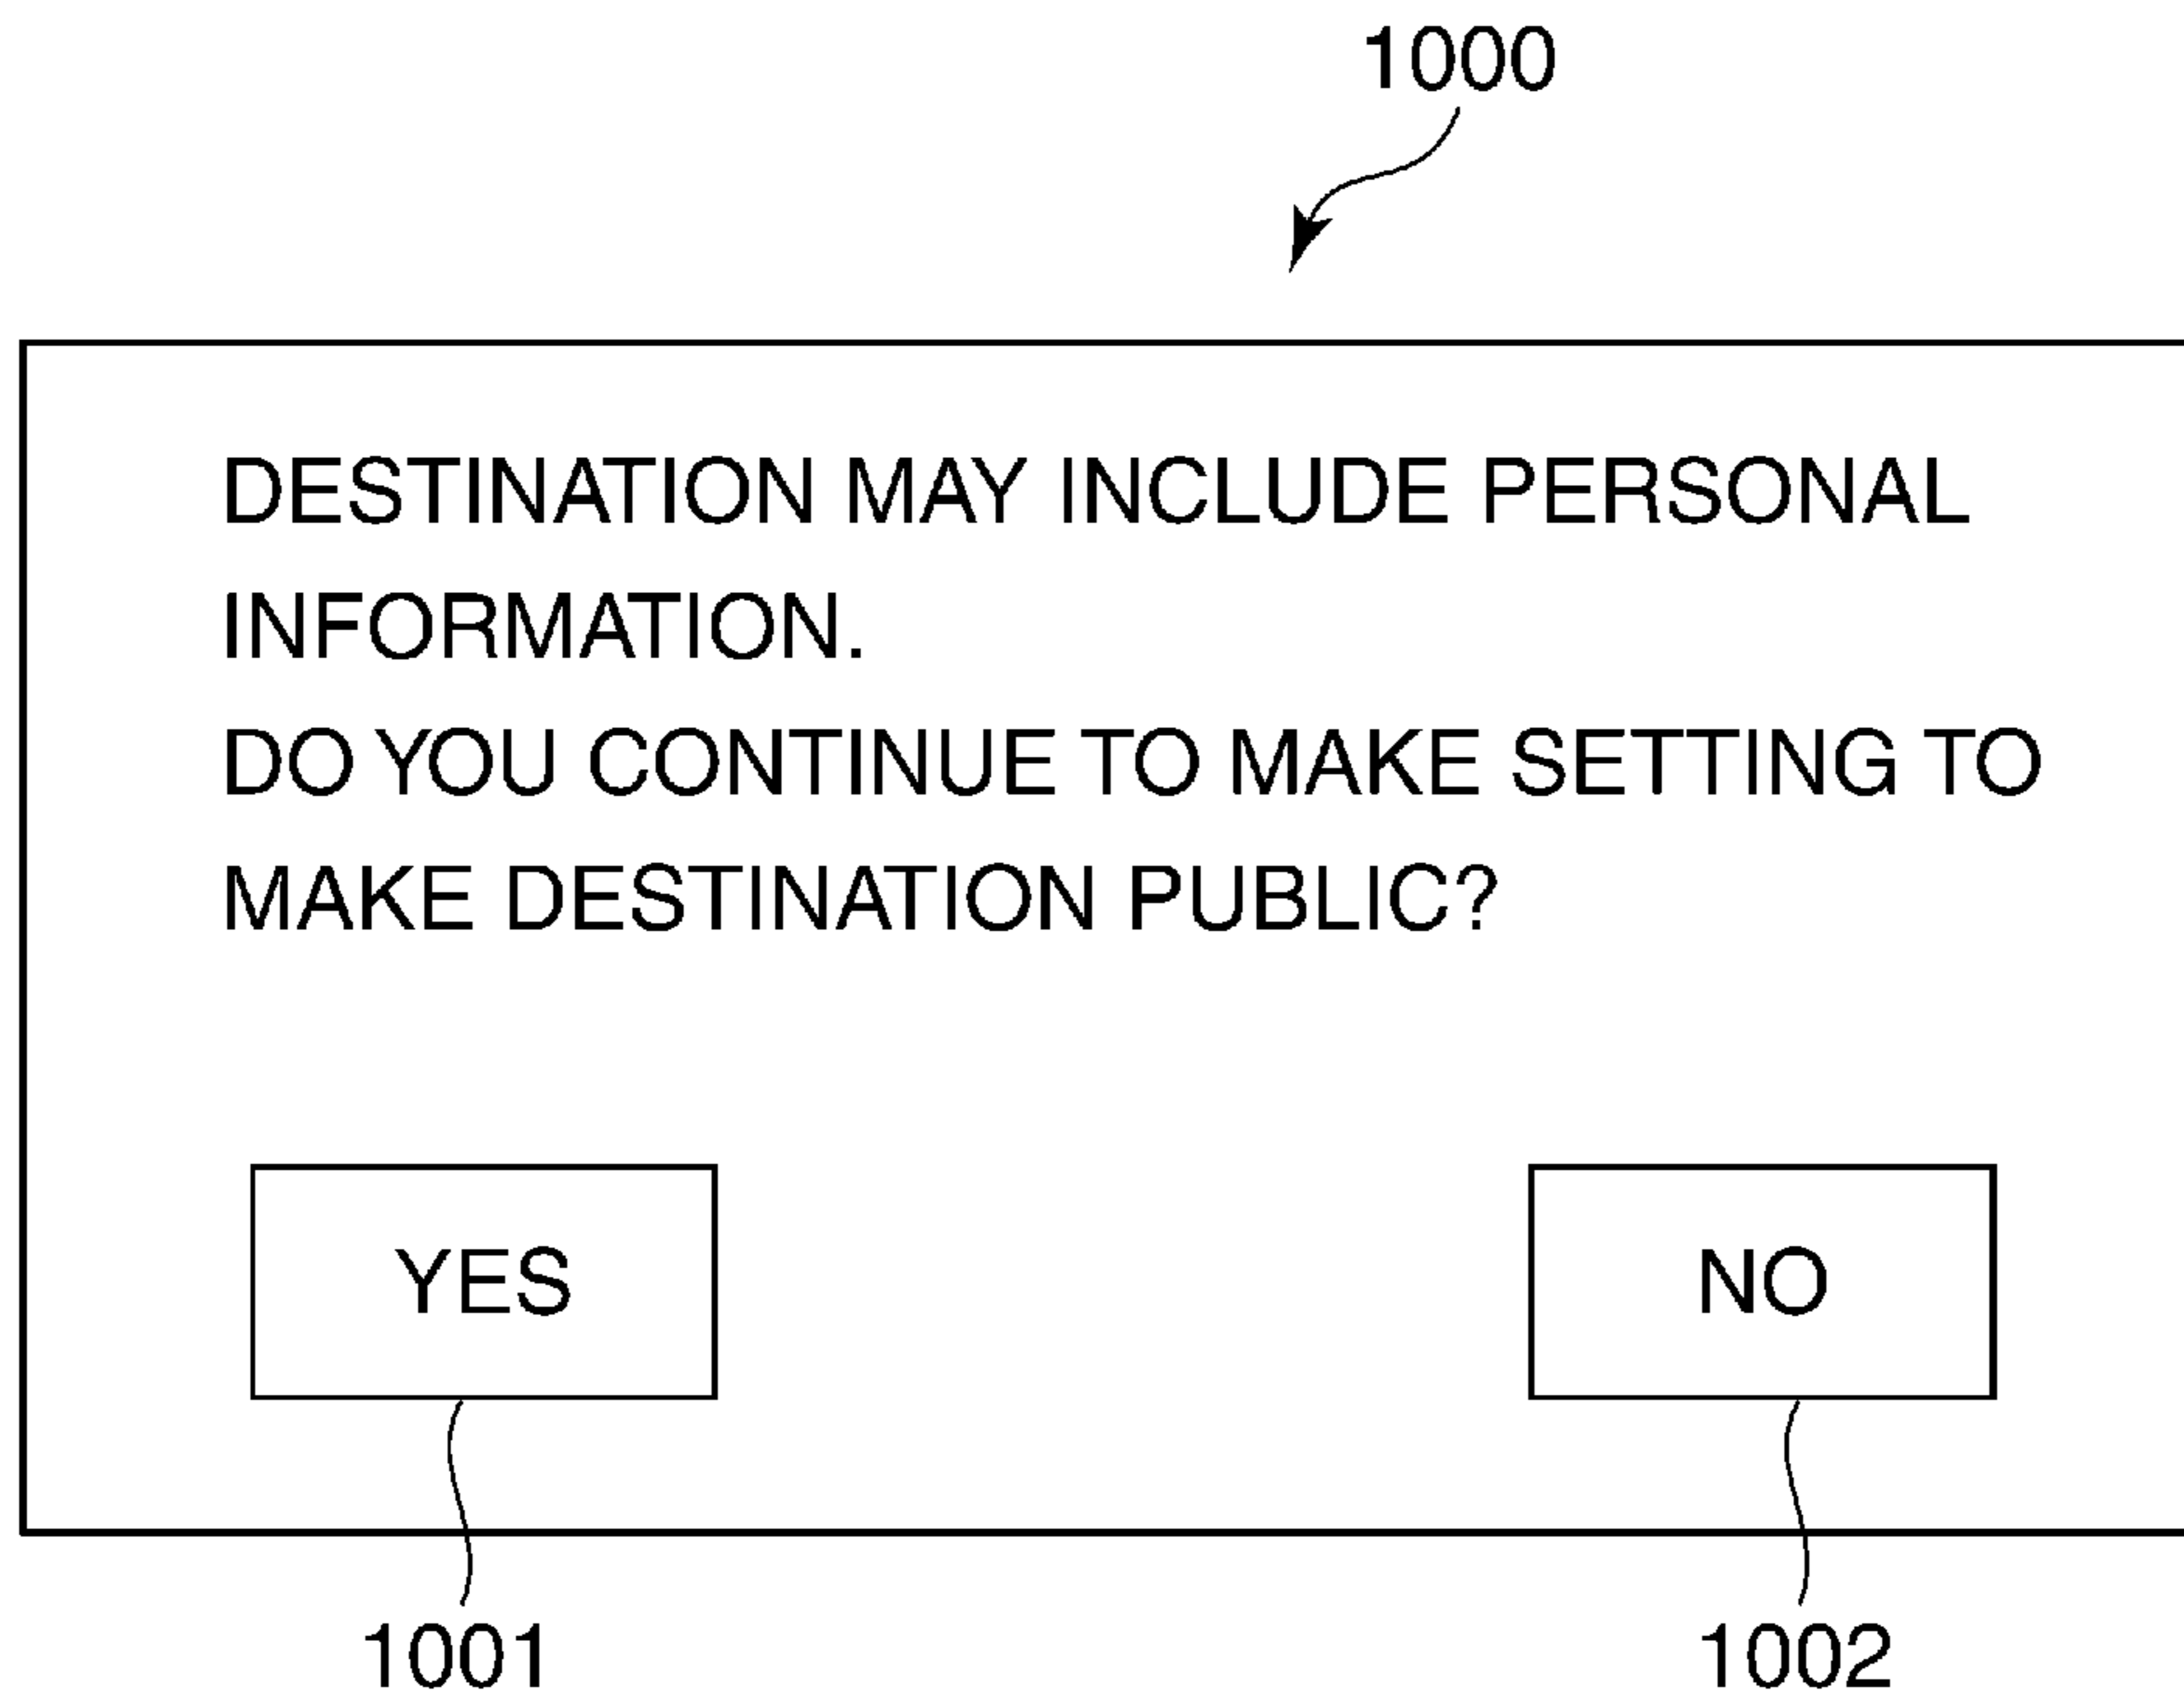 1000
DESTINATION MAY INCLUDE PERSONAL
INFORMATION.
DO YOU CONTINUE TO MAKE SETTING TO
MAKE DESTINATION PUBLIC?
YES
NO
1001
1002